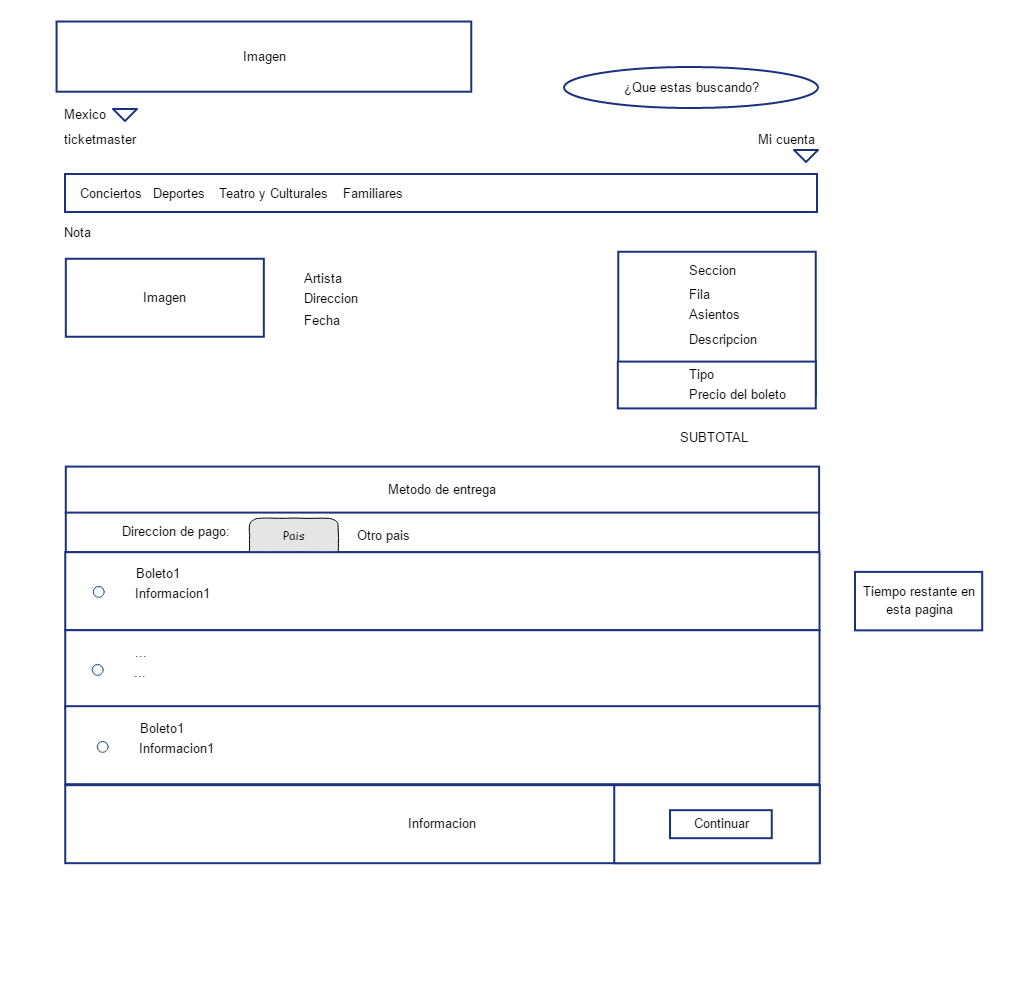 Imagen
¿Que estas buscando?
Mexico
ticketmaster
Mi cuenta
Conciertos Deportes Teatro y Culturales Familiares
Nota
Imagen
Artista
Direccion
Fecha
Seccion
Fila
Asientos
Descripcion
Tipo
Precio del boleto
SUBTOTAL
Metodo de entrega
Direccion de pago: Pais Otro pais
Boleto1
Informacion1
Tiempo restante en
esta pagina
...
...
Boleto1
Informacion1
Informacion
Continuar